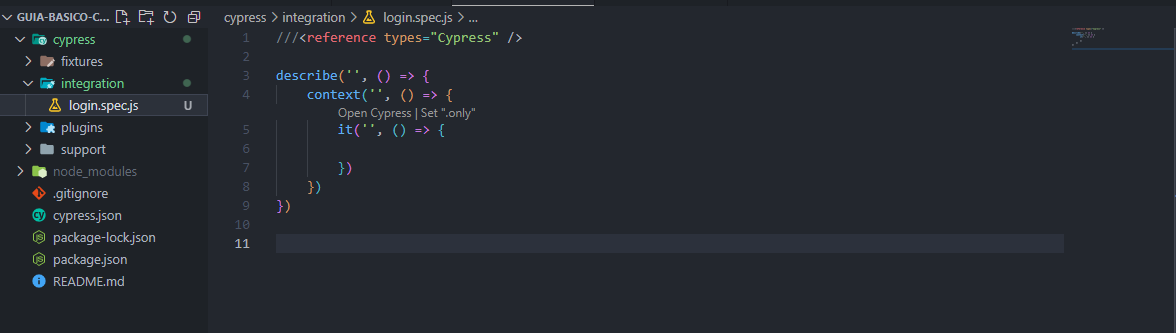 GUIA-BASICO-C...
cypress
fixtures
integration
login.spec.js U
plugins
support
node_modules
.gitignore
cypress.json
package-lock.json
package.json
README.md
cypress > integration > login.spec.js > ...
1 ///<reference types="Cypress" />
2
3 describe('', () => {
4 context('', () => {
Open Cypress | Set ".only"
5 it('', () => {
6
7 })
8 })
9 })
10
11